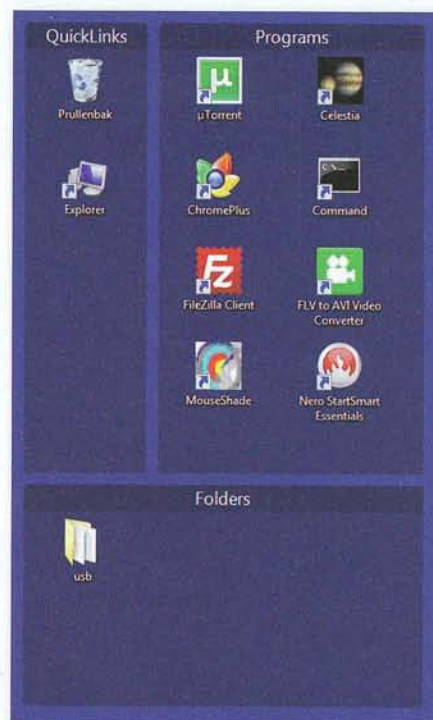 QuickLinks
Prullenbak
Explorer
Programs
µ
µTorrent
Celestia
ChromePlus
Command
FZ
FileZilla Client
FLV to AVI Video
Converter
MouseShade
Nero StartSmart
Essentials
Folders
usb